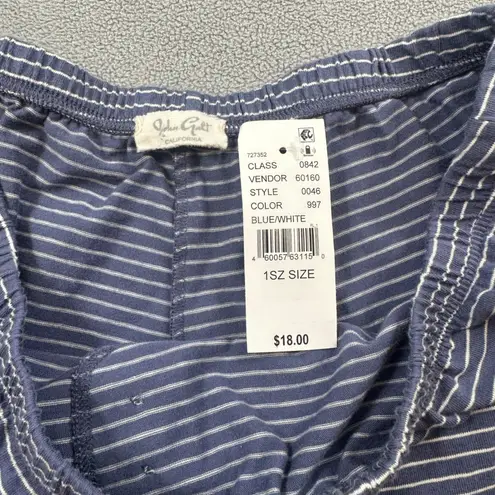 John Galt
CALIFORNIA
727352
CLASS 0842
VENDOR 60160
STYLE 0046
COLOR 997
BLUE/WHITE
4 60057 63115 0
1SZ SIZE
$18.00